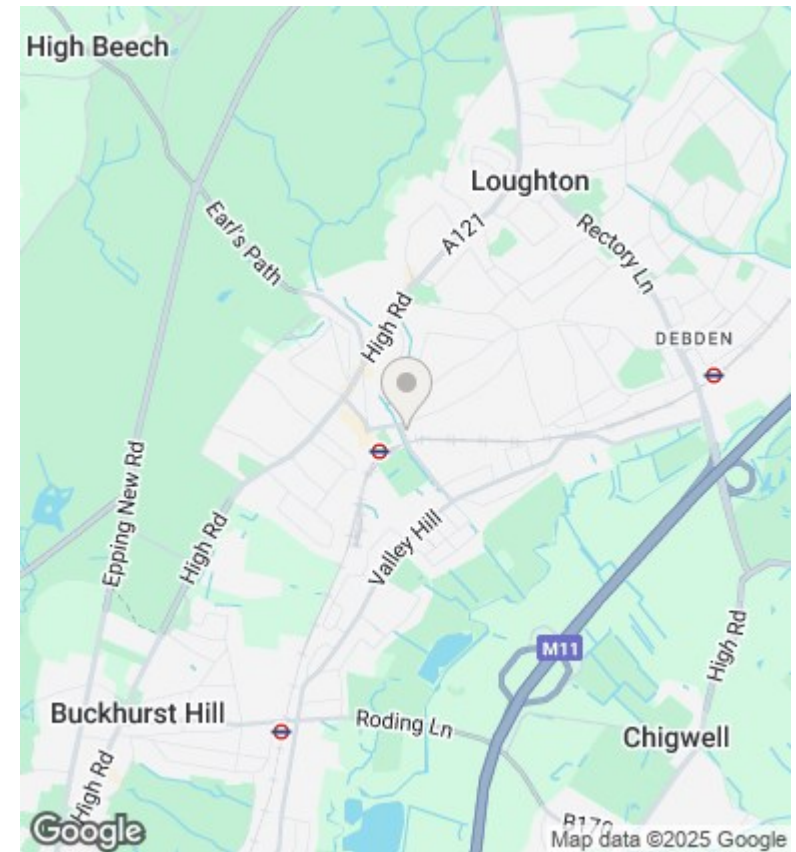 High Beech
Loughton
Earl's Path
A121
Rectory Ln
High Rd
DEBDEN
Epping New Rd
High Rd
Valley Hill
M11
High Rd
Buckhurst Hill
Roding Ln
Chigwell
High Rd
B170
Google
Map data ©2025 Google